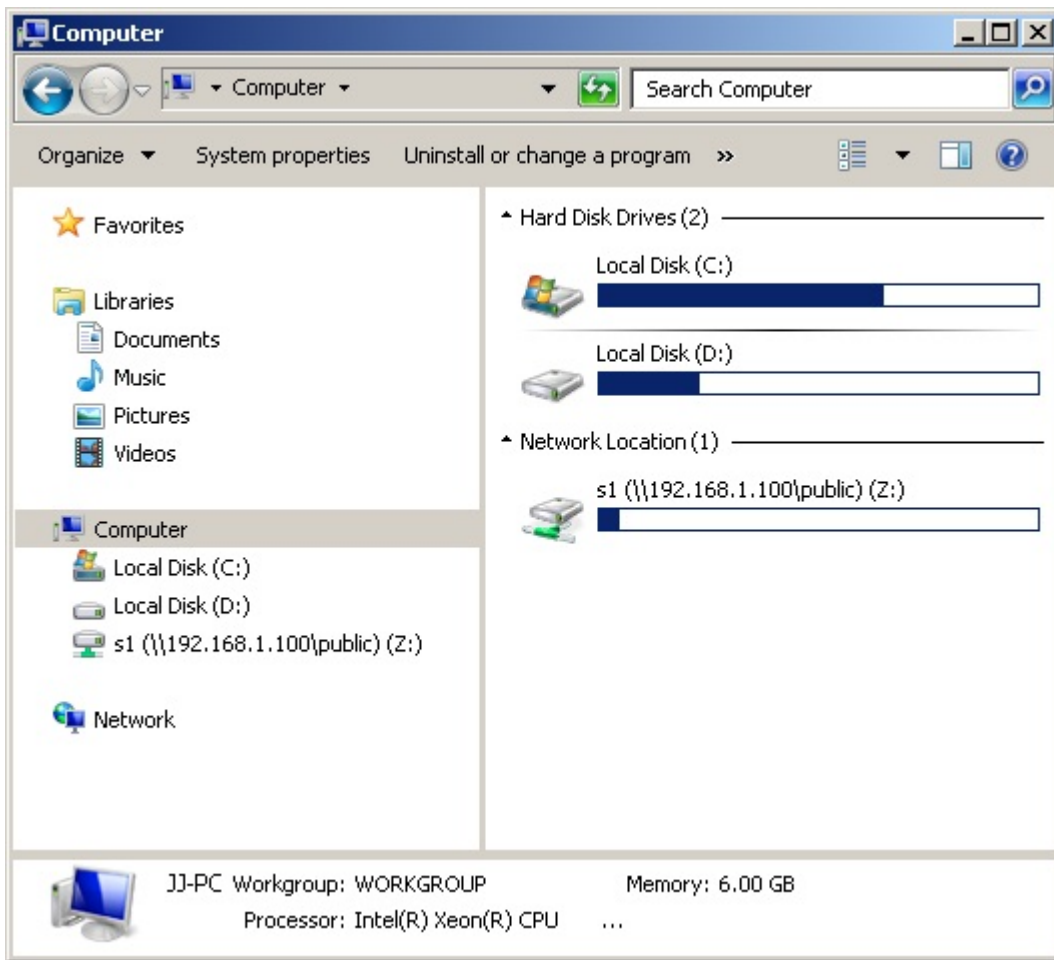 Computer
Computer
Search Computer
Organize System properties Uninstall or change a program »
Favorites
Libraries
Documents
Music
Pictures
Videos
Computer
Local Disk (C:)
Local Disk (D:)
s1 (\\192.168.1.100\public) (Z:)
Network
Hard Disk Drives (2)
Local Disk (C:)
Local Disk (D:)
Network Location (1)
s1 (\\192.168.1.100\public) (Z:)
JJ-PC Workgroup: WORKGROUP Memory: 6.00 GB
Processor: Intel(R) Xeon(R) CPU ...